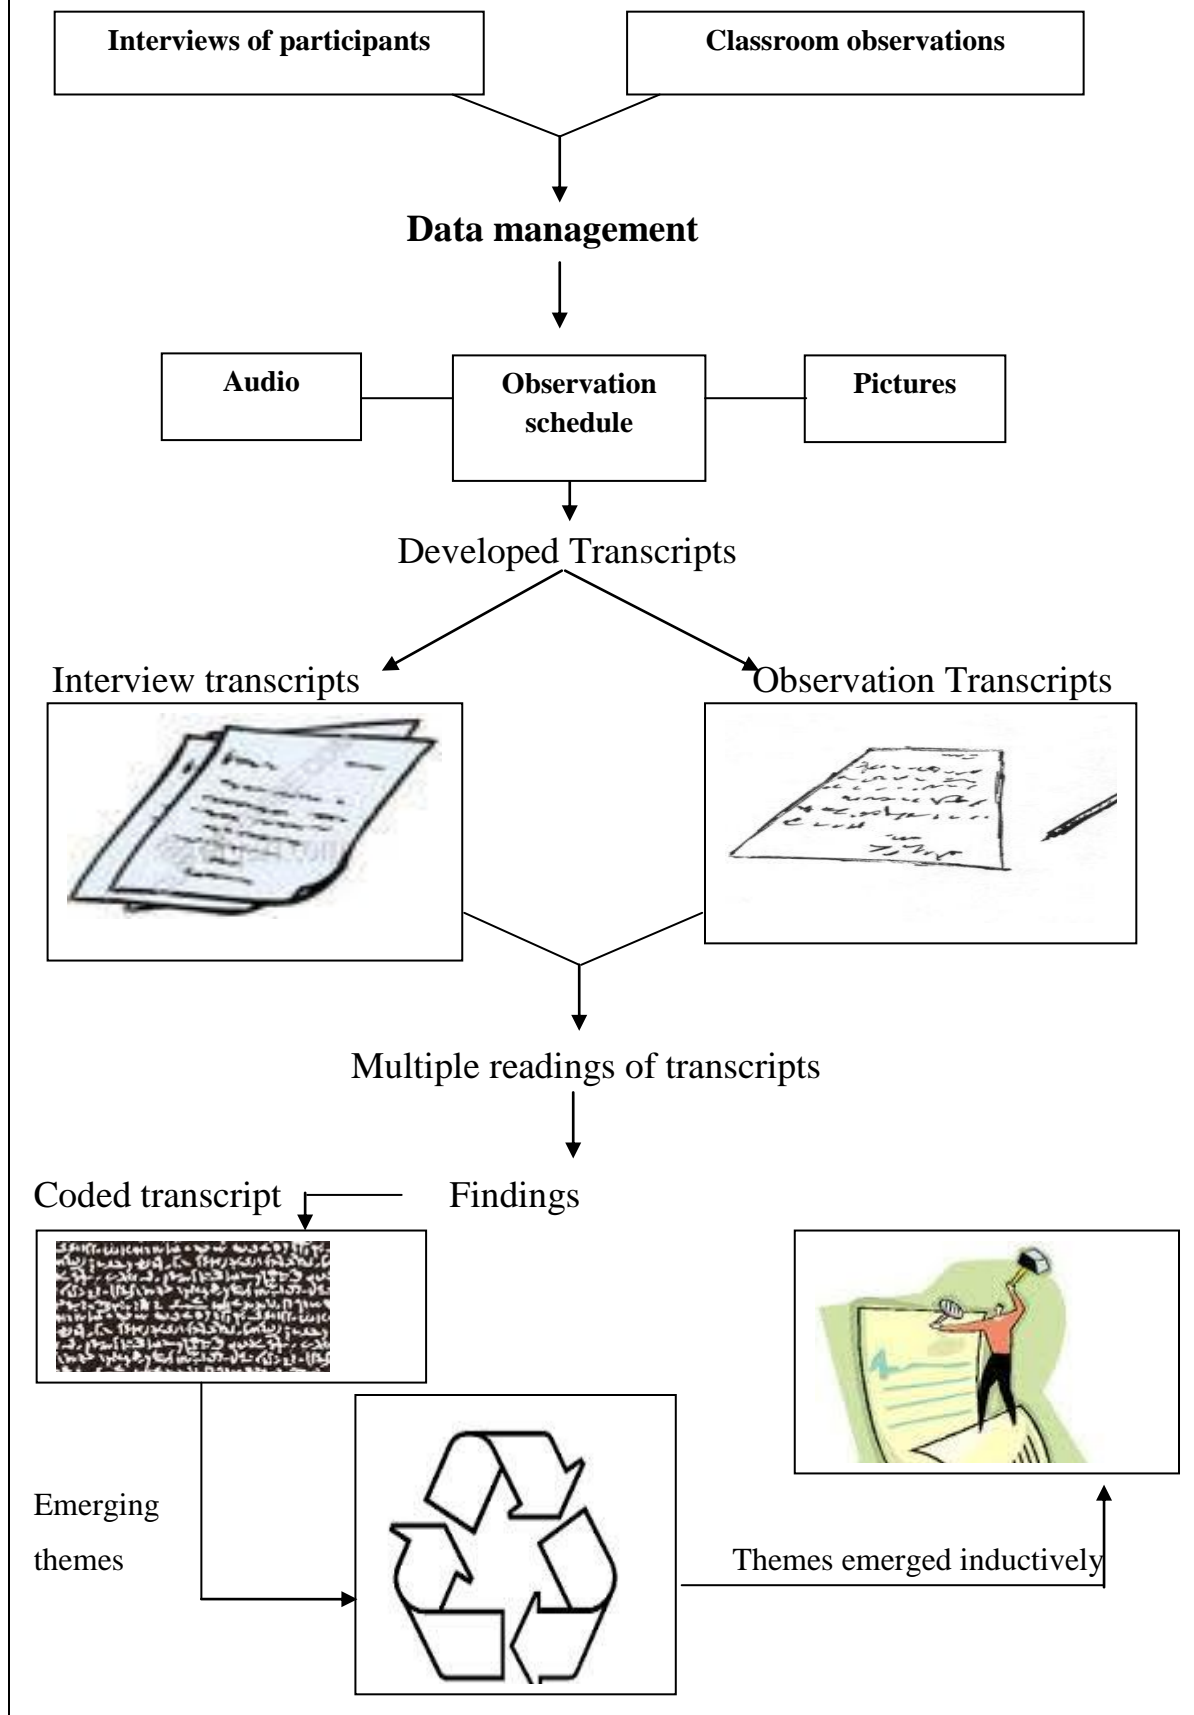 Interviews of participants
Classroom observations
Data management
Audio
Observation
schedule
Pictures
Developed Transcripts
Interview transcripts
Observation Transcripts
Multiple readings of transcripts
Coded transcript
Findings
Emerging
themes
Themes emerged inductively